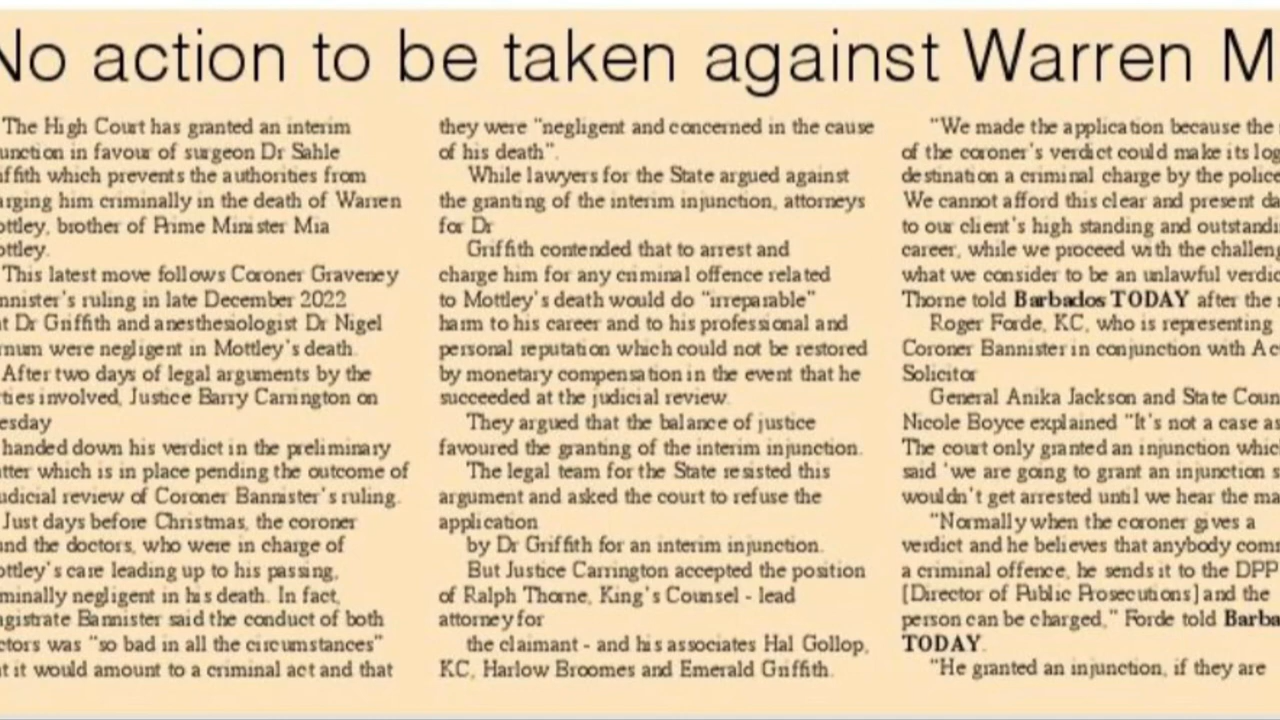 No action to be taken against Warren M
The High Court has granted an interim
unction in favour of surgeon Dr Sahle
ffith which prevents the authorities from
arging him criminally in the death of Warren
ottley, brother of Prime Minister Mia
ottley.
This latest move follows Coroner Graveney
nnister's ruling in late December 2022
t Dr Griffith and anesthesiologist Dr Nigel
rnum were negligent in Mottley's death.
After two days of legal arguments by the
ties involved, Justice Barry Carrington on
esday
handed down his verdict in the preliminary
tter which is in place pending the outcome of
udicial review of Coroner Bannister's ruling.
Just days before Christmas, the coroner
nd the doctors, who were in charge of
ottley's care leading up to his passing,
minally negligent in his death. In fact,
agistrate Bannister said the conduct of both
ctors was "so bad in all the circumstances"
t it would amount to a criminal act and that
they were "negligent and concerned in the cause
of his death".
While lawyers for the State argued against
the granting of the interim injunction, attorneys
for Dr
Griffith contended that to arrest and
charge him for any criminal offence related
to Mottley's death would do "irreparable"
harm to his career and to his professional and
personal reputation which could not be restored
by monetary compensation in the event that he
succeeded at the judicial review.
They argued that the balance of justice
favoured the granting of the interim injunction.
The legal team for the State resisted this
argument and asked the court to refuse the
application
by Dr Griffith for an interim injunction.
But Justice Carrington accepted the position
of Ralph Thorne, King's Counsel - lead
attorney for
the claimant - and his associates Hal Gollop,
KC, Harlow Broomes and Emerald Griffith.
"We made the application because the
of the coroner's verdict could make its log
destination a criminal charge by the police
We cannot afford this clear and present da
to our client's high standing and outstandi
career, while we proceed with the challeng
what we consider to be an unlawful verdic
Thorne told Barbados TODAY after the
Roger Forde, KC, who is representing
Coroner Bannister in conjunction with Ac
Solicitor
General Anika Jackson and State Coun
Nicole Boyce explained "It's not a case as
The court only granted an injunction whic
said 'we are going to grant an injunction s
wouldn't get arrested until we hear the ma
"Normally when the coroner gives a
verdict and he believes that anybody com
a criminal offence, he sends it to the DPP
[Director of Public Prosecutions] and the
person can be charged," Forde told Barba
TODAY.
"He granted an injunction, if they are